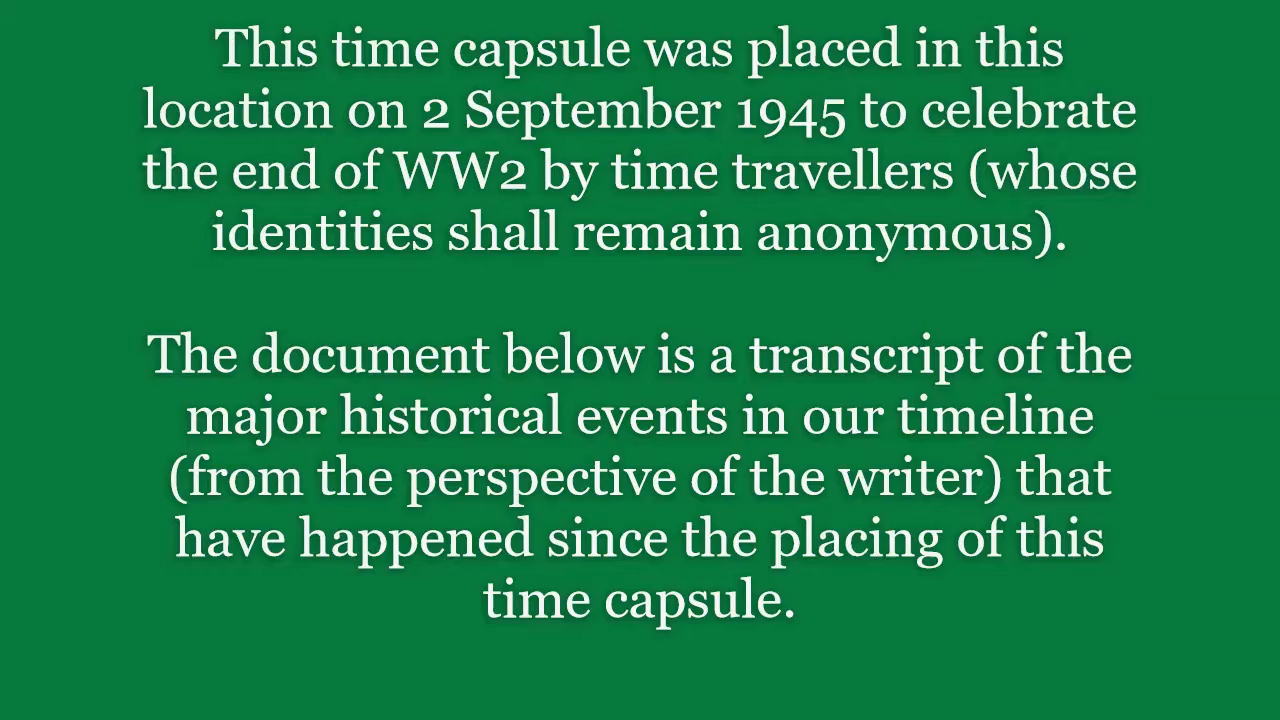 This time capsule was placed in this
location on 2 September 1945 to celebrate
the end of WW2 by time travellers (whose
identities shall remain anonymous).
The document below is a transcript of the
major historical events in our timeline
(from the perspective of the writer) that
have happened since the placing of this
time capsule.